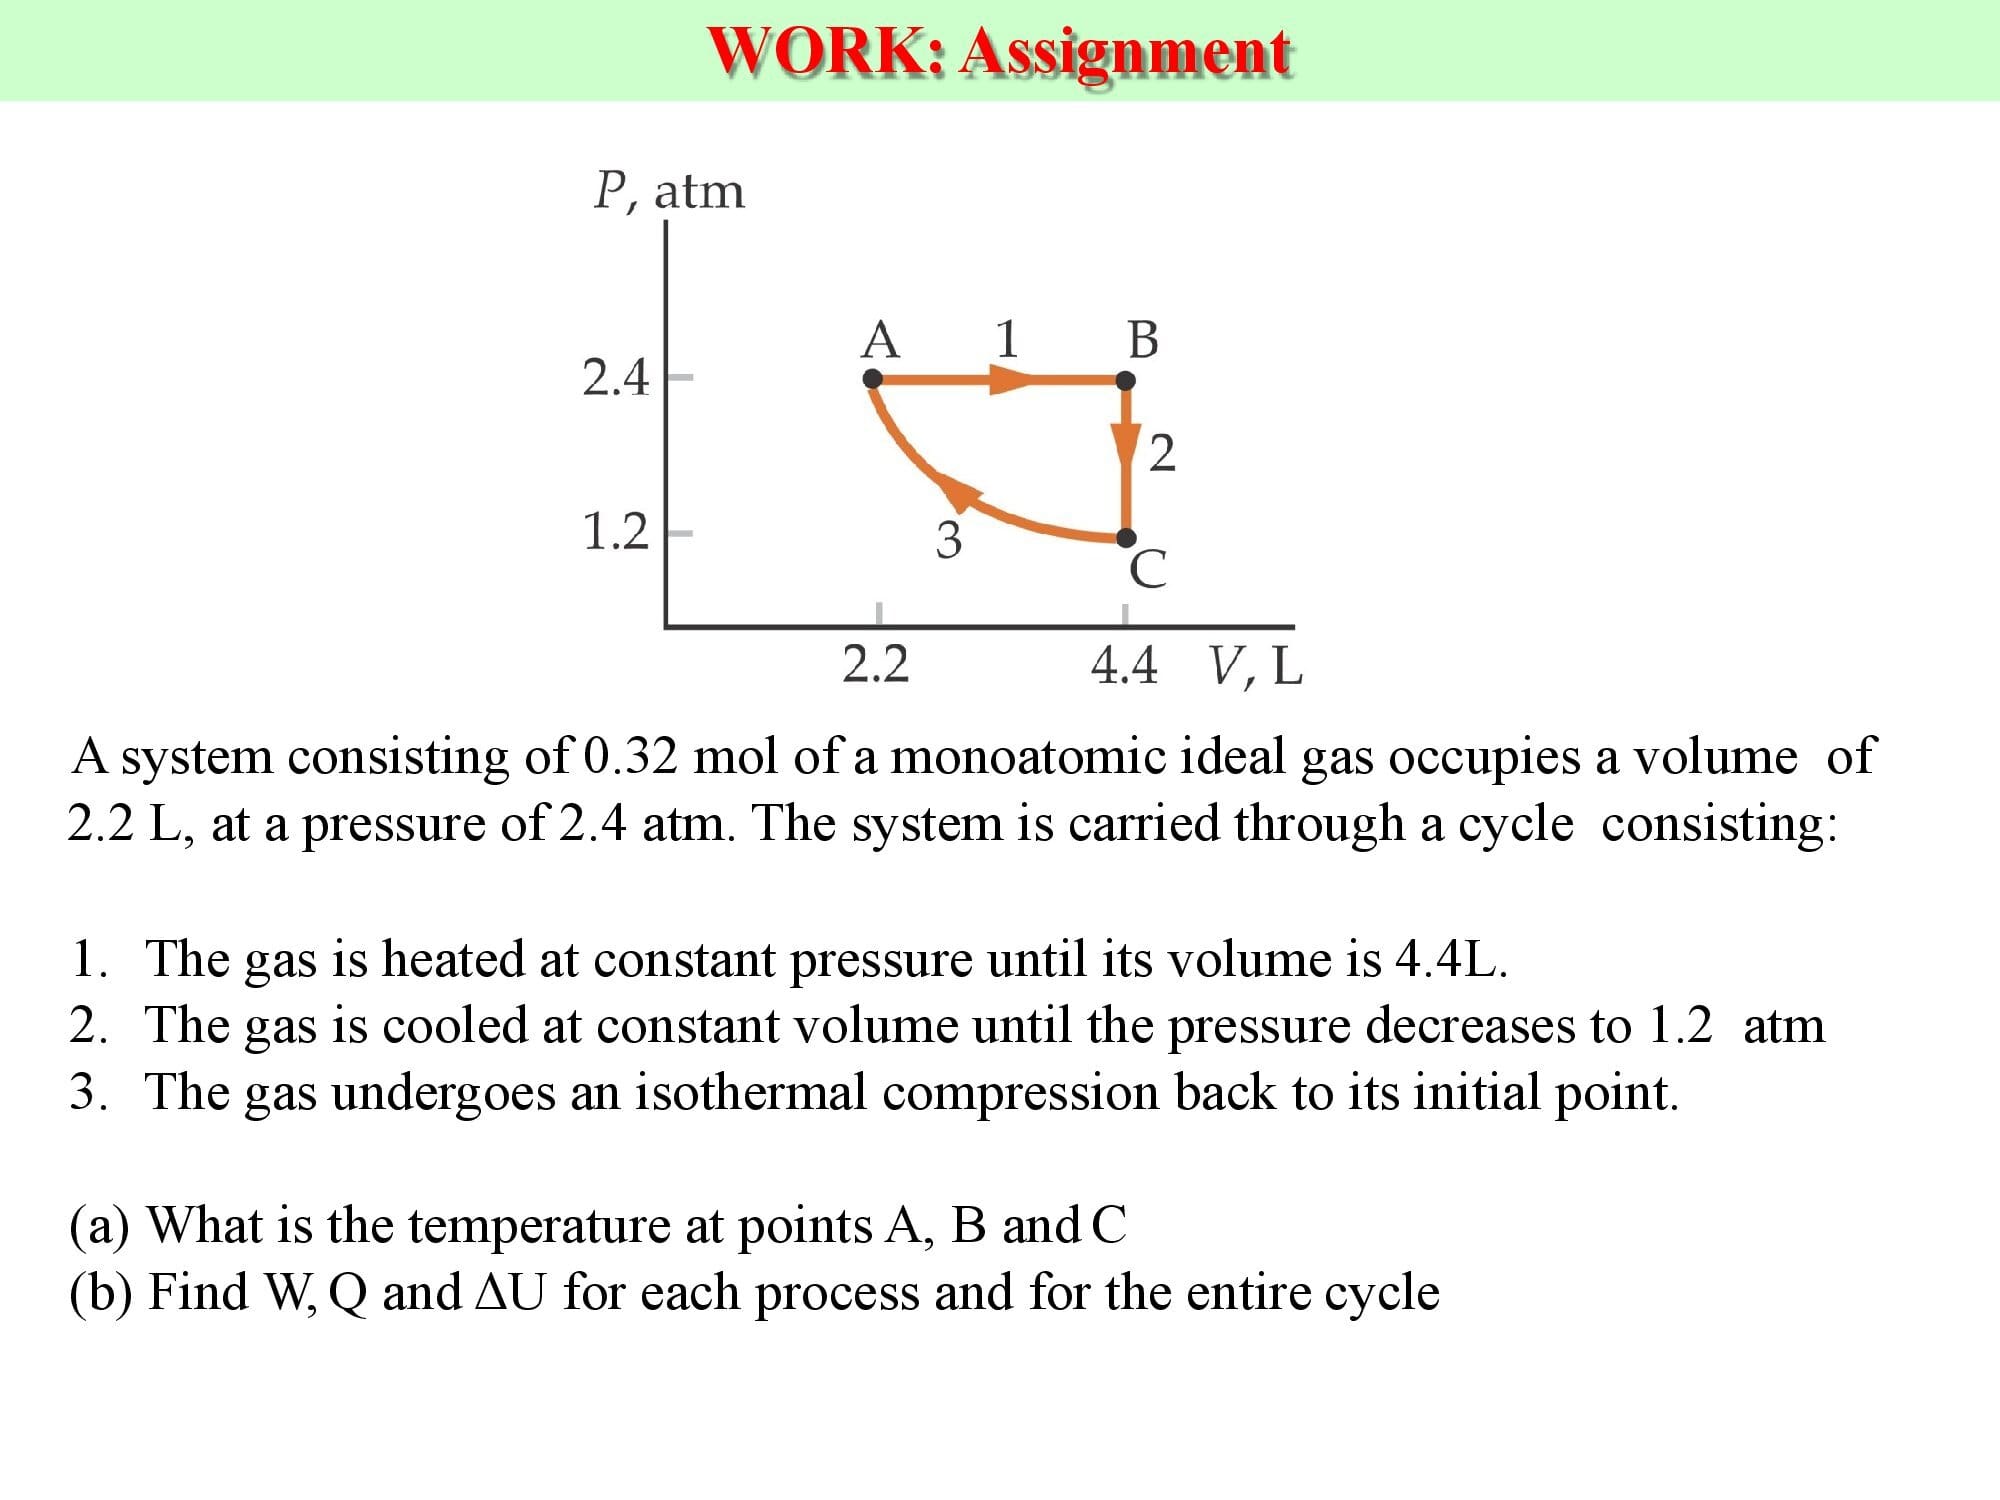 WORK: Assignment
P, atm
A 1 B
2.4
2
1.2
3
C
2.2 4.4 V, L
A system consisting of 0.32 mol of a monoatomic ideal gas occupies a volume of
2.2 L, at a pressure of 2.4 atm. The system is carried through a cycle consisting:
1. The gas is heated at constant pressure until its volume is 4.4L.
2. The gas is cooled at constant volume until the pressure decreases to 1.2 atm
3. The gas undergoes an isothermal compression back to its initial point.
(a) What is the temperature at points A, B and C
(b) Find W, Q and ΔU for each process and for the entire cycle